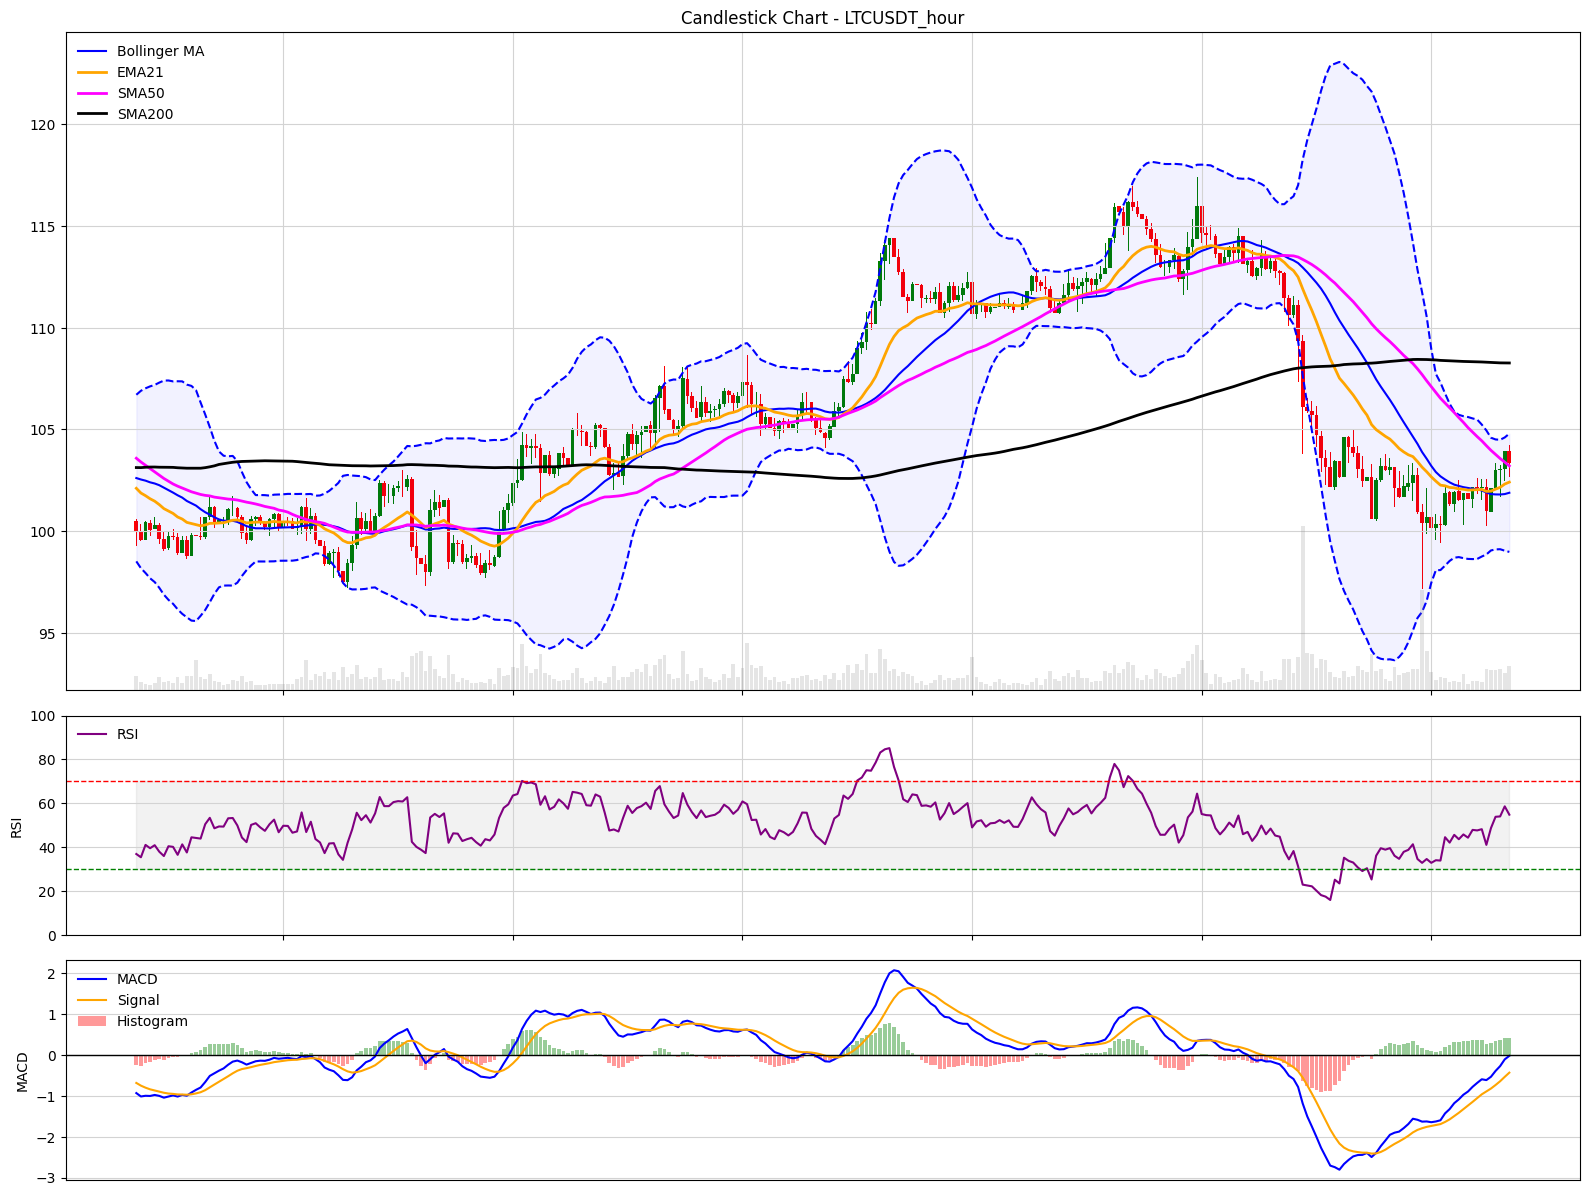 Candlestick Chart - LTCUSDT_hour
Bollinger MA
EMA21
SMA50
SMA200
120
115
110
105
100
95
RSI
100
80
60
40
20
0
RSI
MACD
Signal
Histogram
2
1
0
−1
−2
−3
MACD